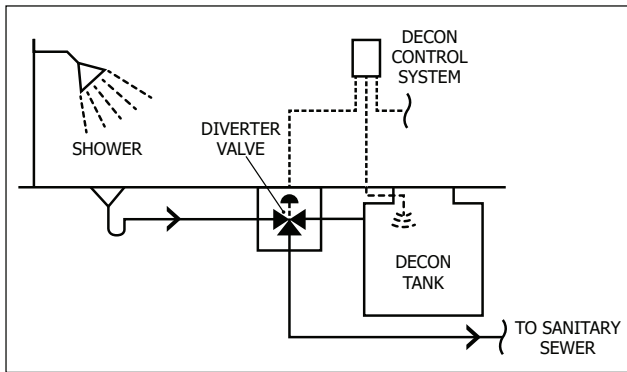 DECON
CONTROL
SYSTEM
SHOWER
DIVERTER
VALVE
DECON
TANK
TO SANITARY
SEWER